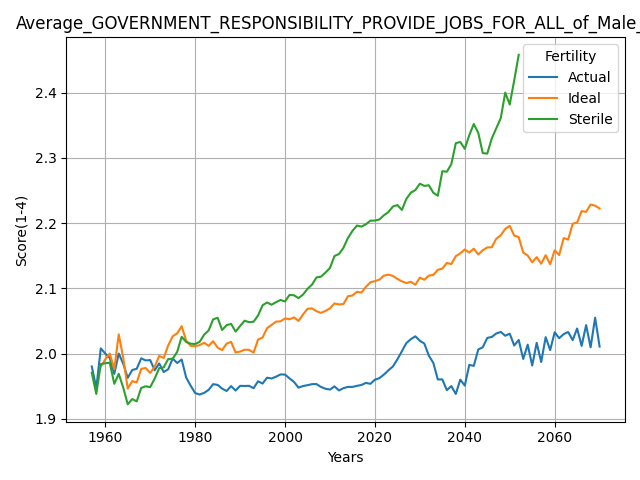 Average_GOVERNMENT_RESPONSIBILITY_PROVIDE_JOBS_FOR_ALL_of_Male_
Fertility
Actual
Ideal
Sterile
Score(1-4)
2.4
2.3
2.2
2.1
2.0
1.9
1960 1980 2000 2020 2040 2060
Years